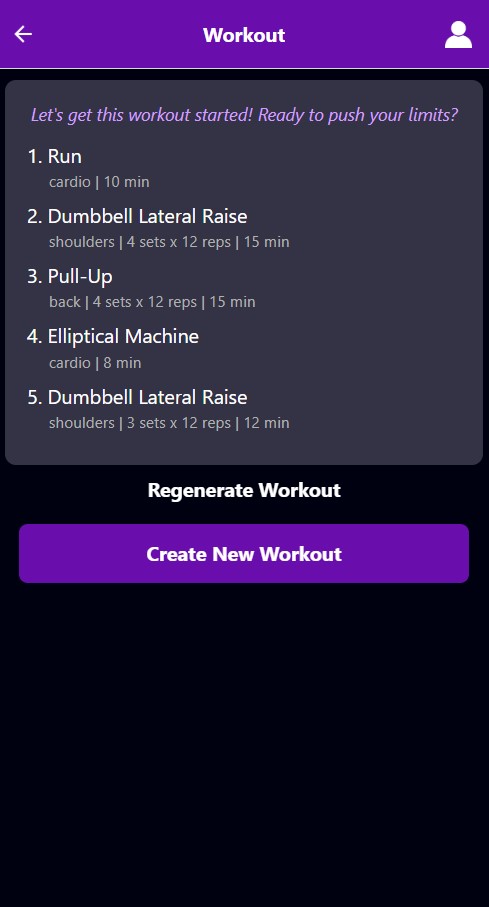 Workout
Let's get this workout started! Ready to push your limits?
1. Run
cardio | 10 min
2. Dumbbell Lateral Raise
shoulders | 4 sets x 12 reps | 15 min
3. Pull-Up
back | 4 sets x 12 reps | 15 min
4. Elliptical Machine
cardio | 8 min
5. Dumbbell Lateral Raise
shoulders | 3 sets x 12 reps | 12 min
Regenerate Workout
Create New Workout